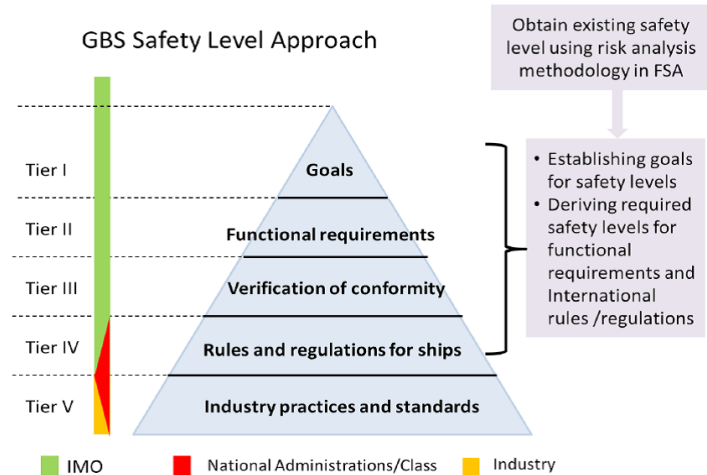 GBS Safety Level Approach
Obtain existing safety
level using risk analysis
methodology in FSA
Tier I
Goals
Tier II
Functional requirements
Tier III
Verification of conformity
Tier IV
Rules and regulations for ships
Tier V
Industry practices and standards
• Establishing goals
for safety levels
• Deriving required
safety levels for
functional
requirements and
International
rules /regulations
IMO
National Administrations/Class
Industry